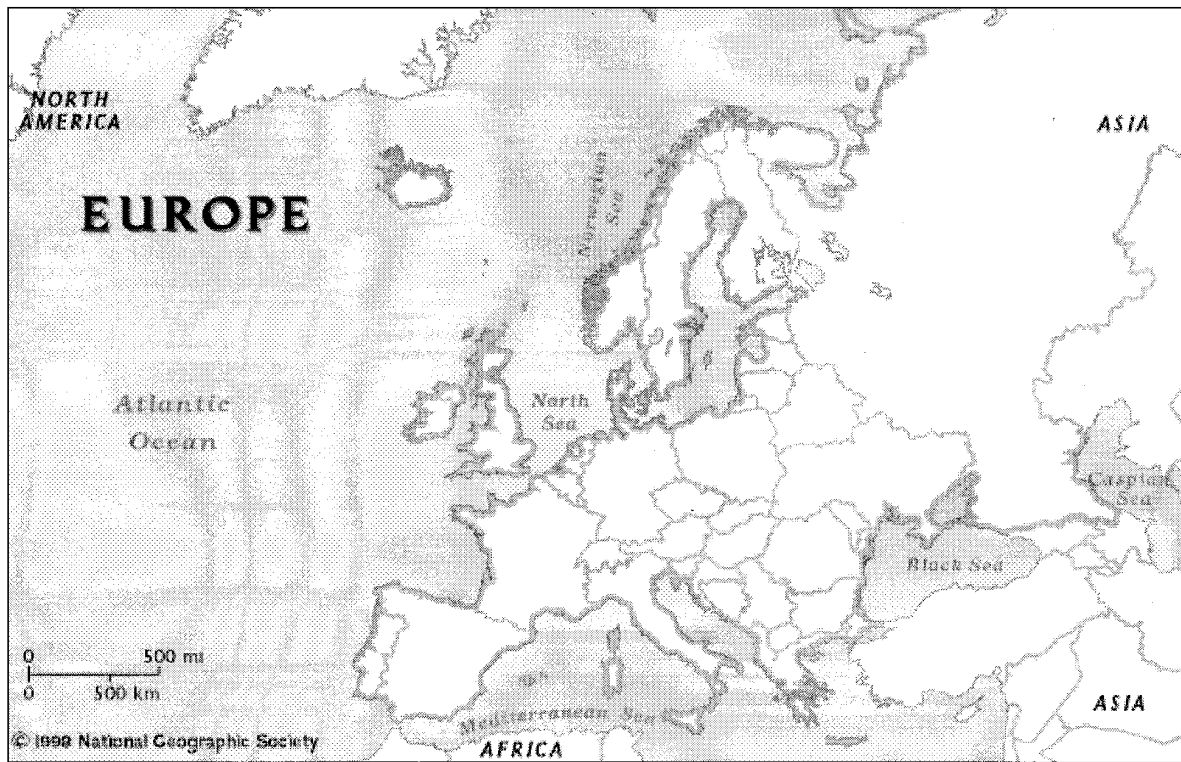 NORTH
AMERICA
ASIA
EUROPE
Norwegian
Sea
Atlantic
Ocean
North
Sea
Caspian
Sea
Black Sea
0 500 mi
0 500 km
Mediterranean Sea
ASIA
AFRICA
© 1998 National Geographic Society